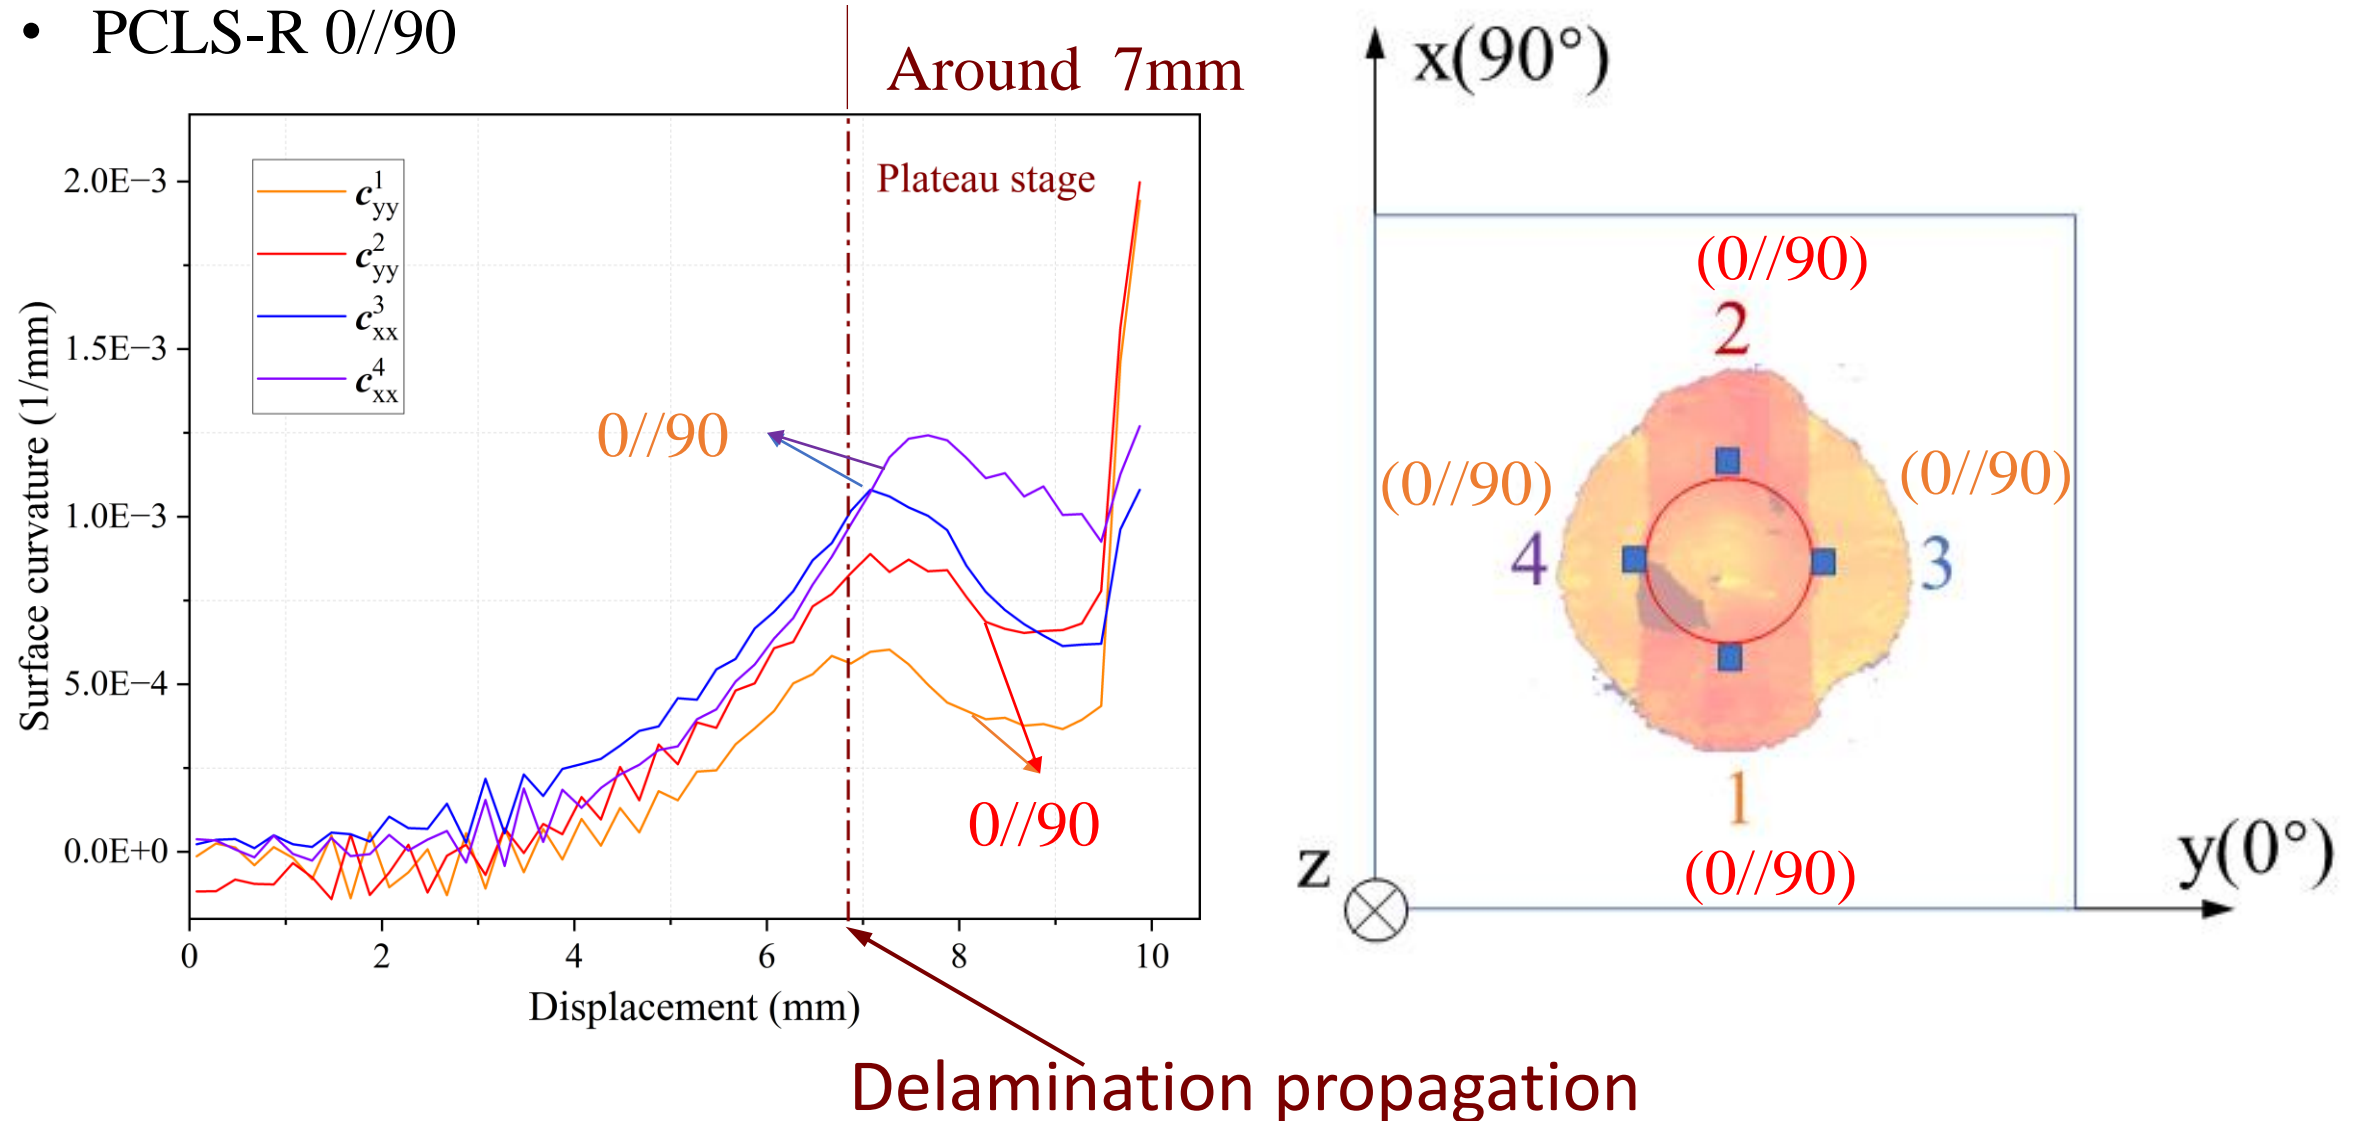 • PCLS-R 0//90
Around 7mm
Plateau stage
c¹yy
c²yy
c³xx
c⁴xx
0//90
0//90
2.0E−3
1.5E−3
1.0E−3
5.0E−4
0.0E+0
Surface curvature (1/mm)
0 2 4 6 8 10
Displacement (mm)
Delamination propagation
x(90°)
(0//90)
2
(0//90) (0//90)
4 3
1
(0//90)
z
y(0°)